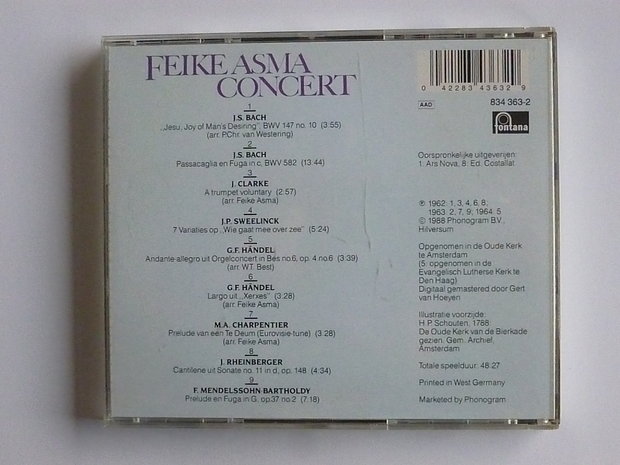 FEIKE ASMA
CONCERT
1
J.S. BACH
„Jesu, Joy of Man's Desiring", BWV 147 no. 10 (3:55)
(arr. P.Chr. van Westering)
2
J.S. BACH
Passacaglia en Fuga in c, BWV 582 (13:44)
3
J. CLARKE
A trumpet voluntary (2:57)
(arr. Feike Asma)
4
J.P. SWEELINCK
7 Variaties op „Wie gaat mee over zee" (5:24)
5
G.F. HÄNDEL
Andante-allegro uit Orgelconcert in Bes no.6, op. 4 no.6 (3:39)
(arr. W.T. Best)
6
G.F. HÄNDEL
Largo uit „Xerxes" (3:28)
(arr. Feike Asma)
7
M.A. CHARPENTIER
Prelude van een Te Deum (Eurovisie-tune) (3:28)
(arr. Feike Asma)
8
J. RHEINBERGER
Cantilene uit Sonate no. 11 in d, op. 148 (4:34)
9
F. MENDELSSOHN BARTHOLDY
Prelude en Fuga in G, op.37 no.2 (7:18)
0 42283 43632 9
AAD
834 363-2
fontana
Oorspronkelijke uitgeverijen:
1. Ars Nova, 8. Ed. Costallat.
℗ 1962: 1, 3, 4, 6, 8,
1963: 2, 7, 9; 1964: 5
© 1988 Phonogram B.V.,
Hilversum
Opgenomen in de Oude Kerk
te Amsterdam
(5: opgenomen in de
Evangelisch Lutherse Kerk te
Den Haag)
Digitaal gemastered door Gert
van Hoeyen
Illustratie voorzijde:
H.P. Schouten, 1788:
De Oude Kerk van de Bierkade
gezien. Gem. Archief,
Amsterdam
Totale speelduur: 48:27
Printed in West Germany
Marketed by Phonogram